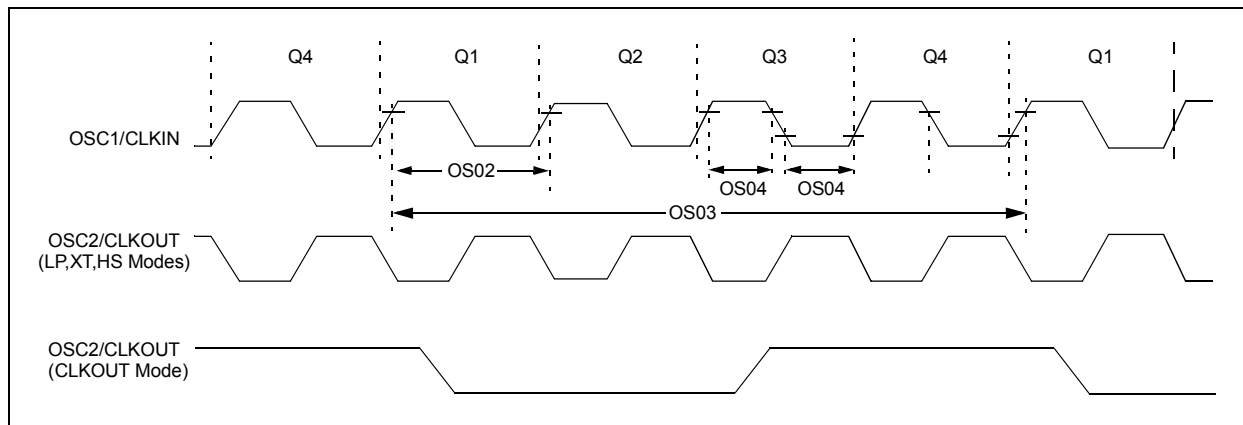 Q4 Q1 Q2 Q3 Q4 Q1
OSC1/CLKIN
OS02
OS04
OS04
OS03
OSC2/CLKOUT
(LP,XT,HS Modes)
OSC2/CLKOUT
(CLKOUT Mode)